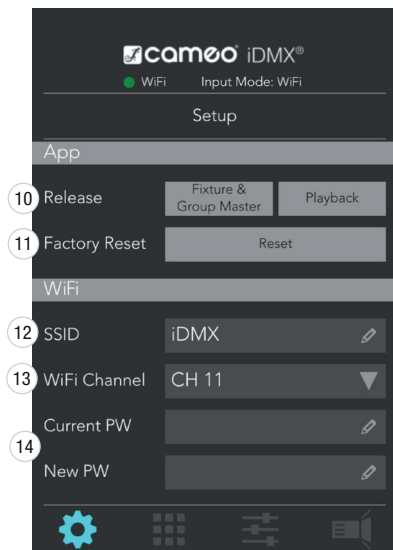 cameo iDMX®
WiFi Input Mode: WiFi
Setup
App
10 Release Fixture & Group Master Playback
11 Factory Reset Reset
WiFi
12 SSID iDMX
13 WiFi Channel CH 11
Current PW
14
New PW